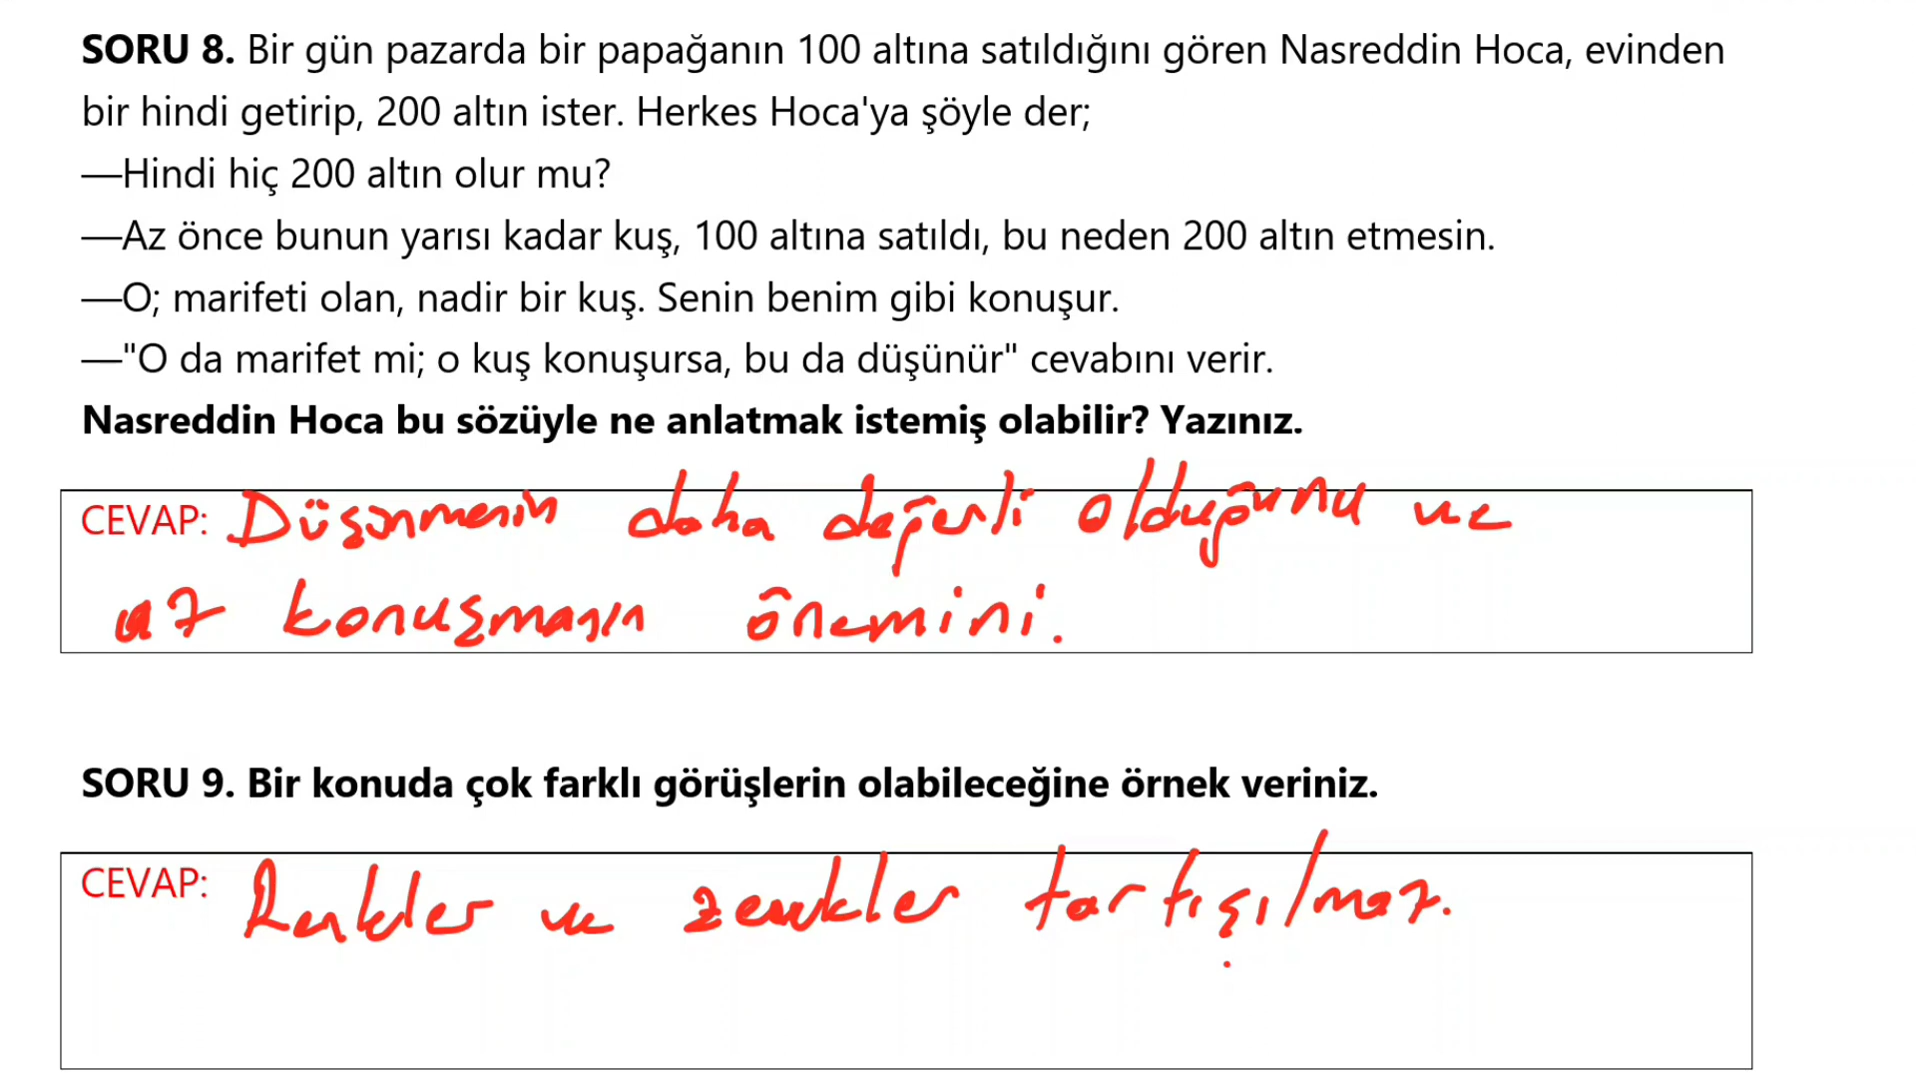 SORU 8. Bir gün pazarda bir papağanın 100 altına satıldığını gören Nasreddin Hoca, evinden
bir hindi getirip, 200 altın ister. Herkes Hoca'ya şöyle der;
—Hindi hiç 200 altın olur mu?
—Az önce bunun yarısı kadar kuş, 100 altına satıldı, bu neden 200 altın etmesin.
—O; marifeti olan, nadir bir kuş. Senin benim gibi konuşur.
—"O da marifet mi; o kuş konuşursa, bu da düşünür" cevabını verir.
Nasreddin Hoca bu sözüyle ne anlatmak istemiş olabilir? Yazınız.
CEVAP: Düşünmenin daha değerli olduğunu ve
az konuşmanın önemini.
SORU 9. Bir konuda çok farklı görüşlerin olabileceğine örnek veriniz.
CEVAP: Renkler ve zevkler tartışılmaz.